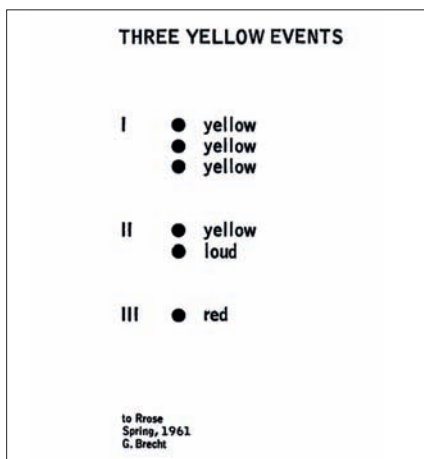 THREE YELLOW EVENTS
I ● yellow
● yellow
● yellow
II ● yellow
● loud
III ● red
to Rrose
Spring, 1961
G. Brecht